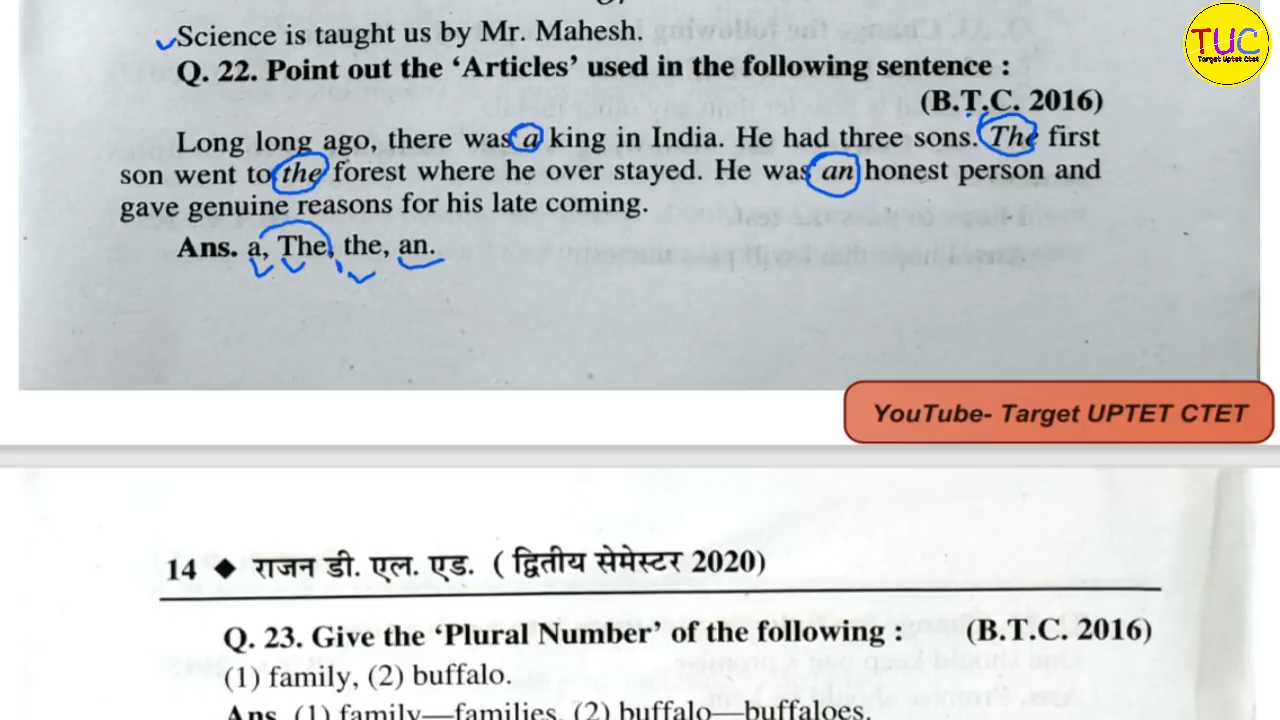 Science is taught us by Mr. Mahesh.
TUC
Target Uptet Ctet
Q. 22. Point out the ‘Articles’ used in the following sentence :
(B.T.C. 2016)
Long long ago, there was a king in India. He had three sons. The first
son went to the forest where he over stayed. He was an honest person and
gave genuine reasons for his late coming.
Ans. a, The, the, an.
YouTube- Target UPTET CTET
14 ◆ राजन डी. एल. एड. ( द्वितीय सेमेस्टर 2020)
Q. 23. Give the ‘Plural Number’ of the following : (B.T.C. 2016)
(1) family, (2) buffalo.
Ans. (1) family—families, (2) buffalo—buffaloes.